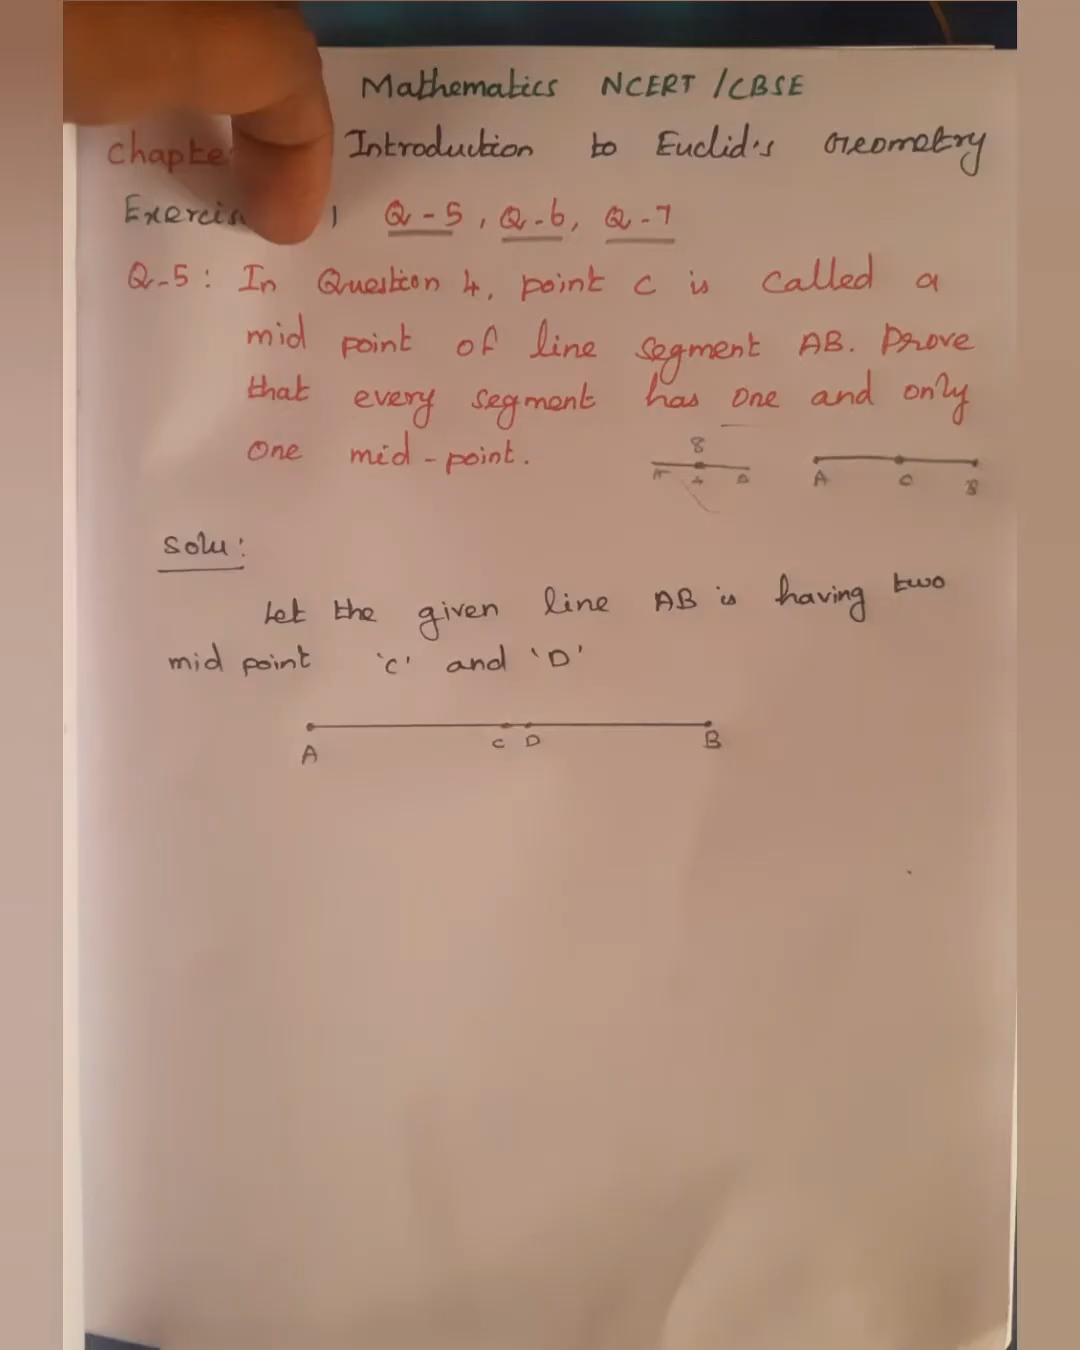 Mathematics NCERT / CBSE
Introduction to Euclid's Geometry
1 Q-5, Q-6, Q-7
Q-5: In Question 4, point C is called a
mid point of line segment AB. Prove
that every segment has one and only
one mid-point.
8
A C B
Solu:
Let the given line AB is having two
mid point 'C' and 'D'
A C D B